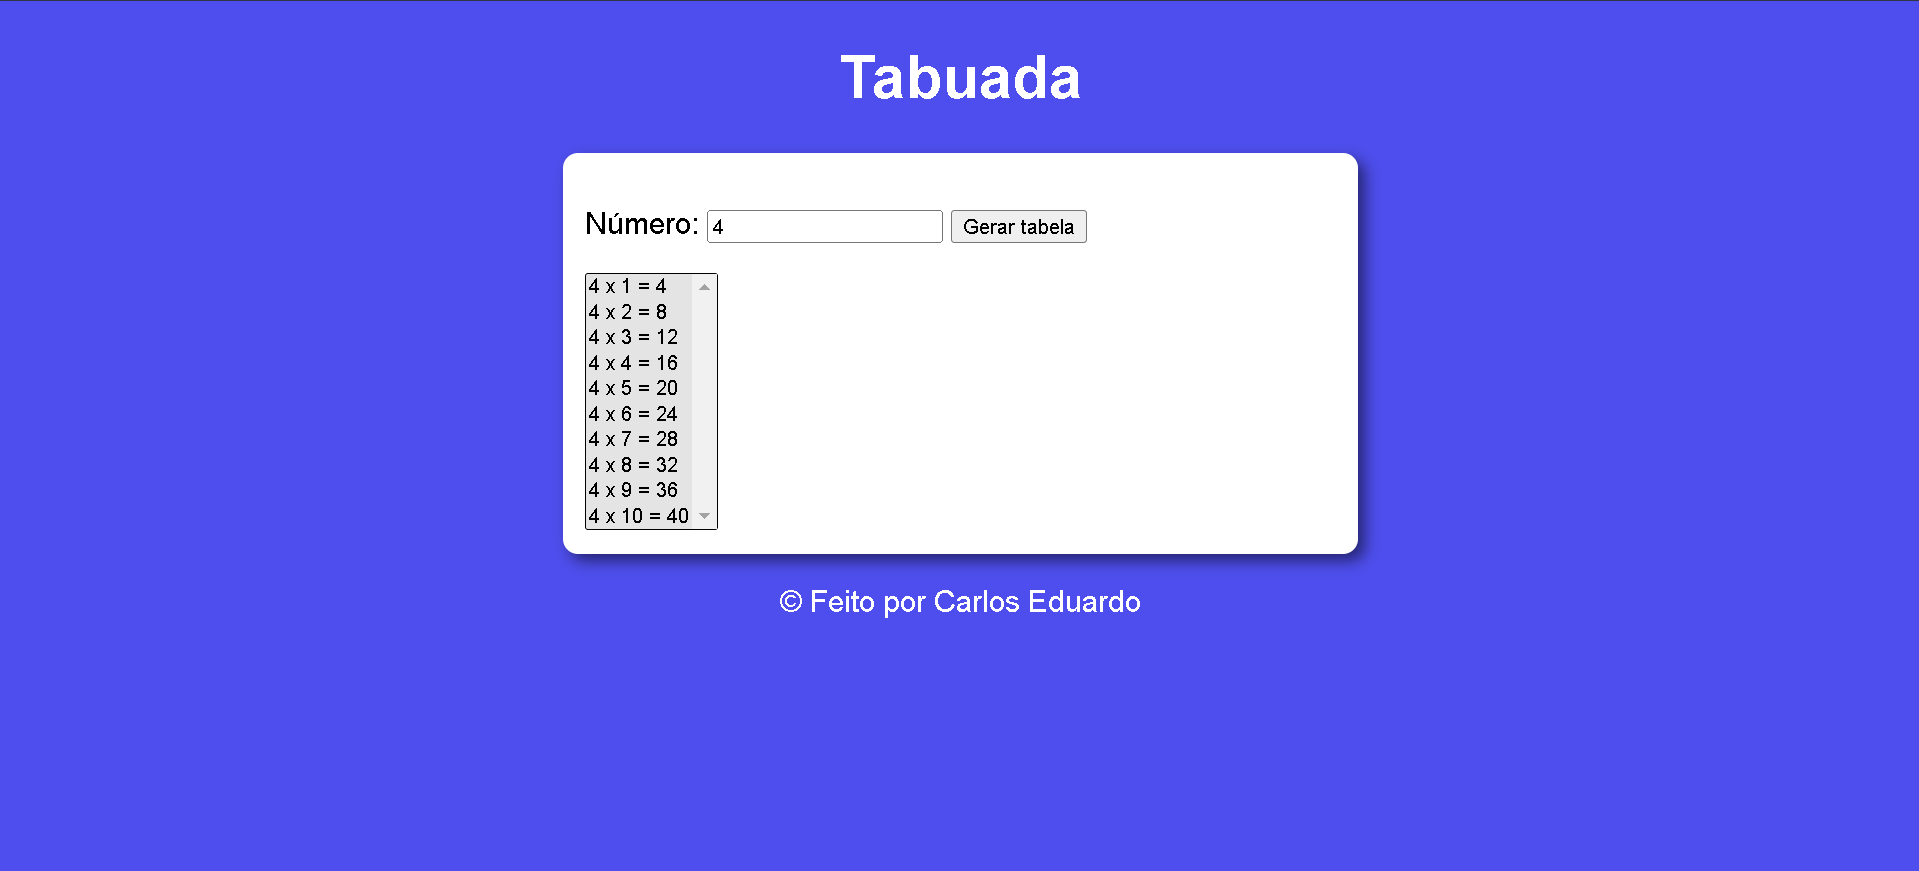 Tabuada
Número: 4 Gerar tabela
4 x 1 = 4
4 x 2 = 8
4 x 3 = 12
4 x 4 = 16
4 x 5 = 20
4 x 6 = 24
4 x 7 = 28
4 x 8 = 32
4 x 9 = 36
4 x 10 = 40
© Feito por Carlos Eduardo